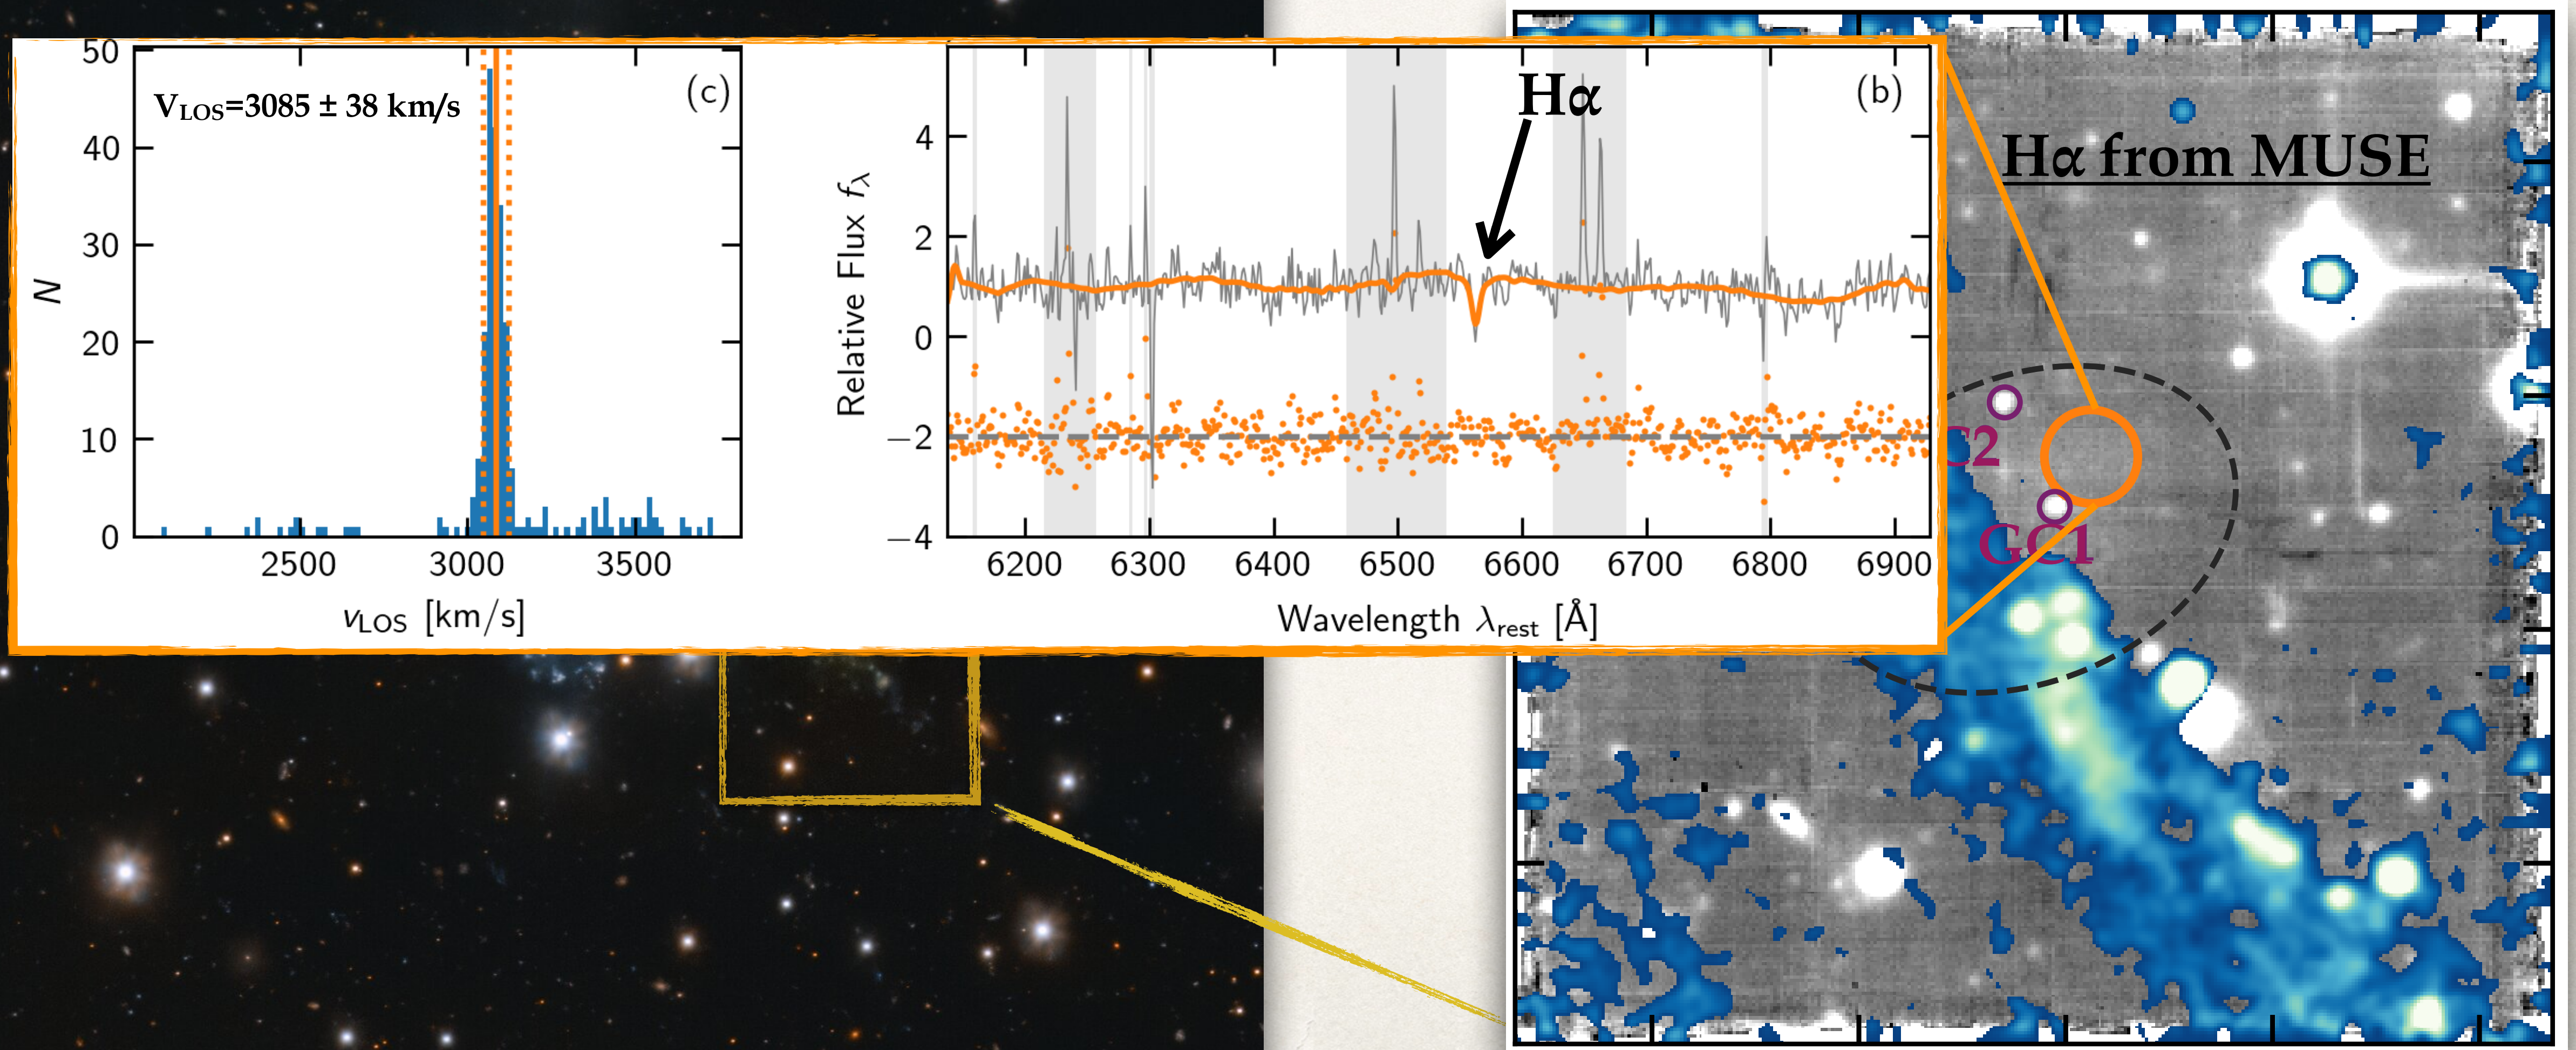 50
40
30
20
10
0
N
V_LOS=3085 ± 38 km/s
(c)
2500 3000 3500
v_LOS [km/s]
Relative Flux f_λ
4
2
0
−2
−4
Hα
(b)
6200 6300 6400 6500 6600 6700 6800 6900
Wavelength λ_rest [Å]
Hα from MUSE
C2
GC1